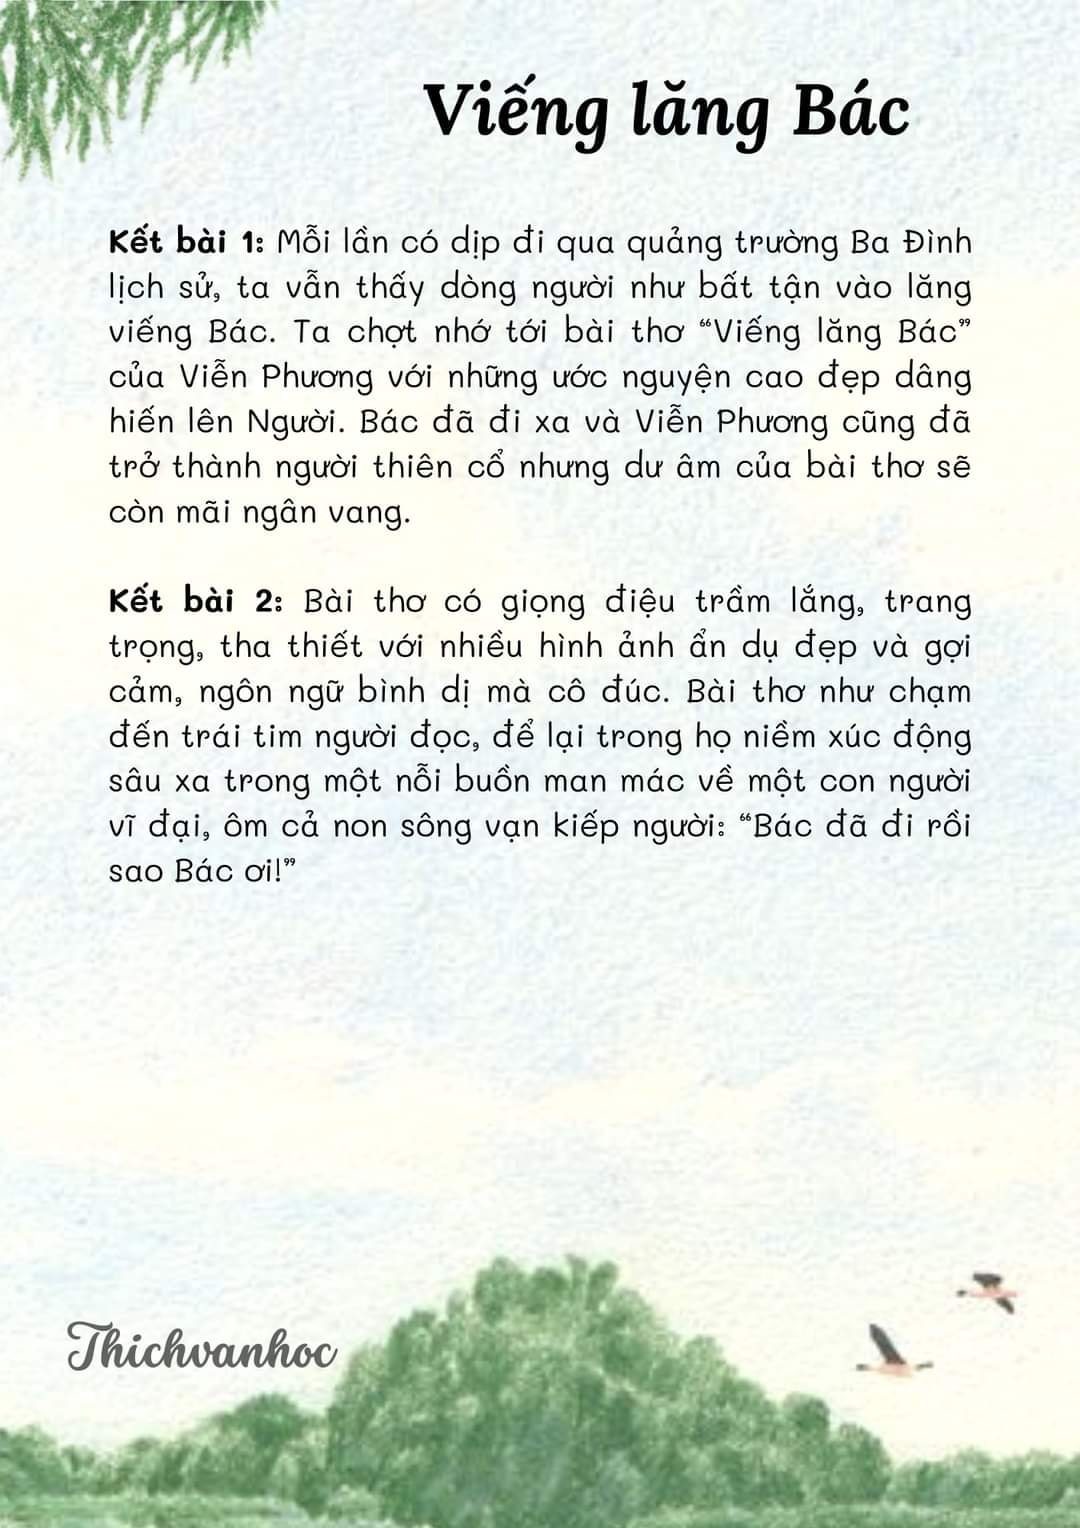 Viếng lăng Bác
Kết bài 1: Mỗi lần có dịp đi qua quảng trường Ba Đình
lịch sử, ta vẫn thấy dòng người như bất tận vào lăng
viếng Bác. Ta chợt nhớ tới bài thơ “Viếng lăng Bác”
của Viễn Phương với những ước nguyện cao đẹp dâng
hiến lên Người. Bác đã đi xa và Viễn Phương cũng đã
trở thành người thiên cổ nhưng dư âm của bài thơ sẽ
còn mãi ngân vang.
Kết bài 2: Bài thơ có giọng điệu trầm lắng, trang
trọng, tha thiết với nhiều hình ảnh ẩn dụ đẹp và gợi
cảm, ngôn ngữ bình dị mà cô đúc. Bài thơ như chạm
đến trái tim người đọc, để lại trong họ niềm xúc động
sâu xa trong một nỗi buồn man mác về một con người
vĩ đại, ôm cả non sông vạn kiếp người: “Bác đã đi rồi
sao Bác ơi!”
Thichvanhoc